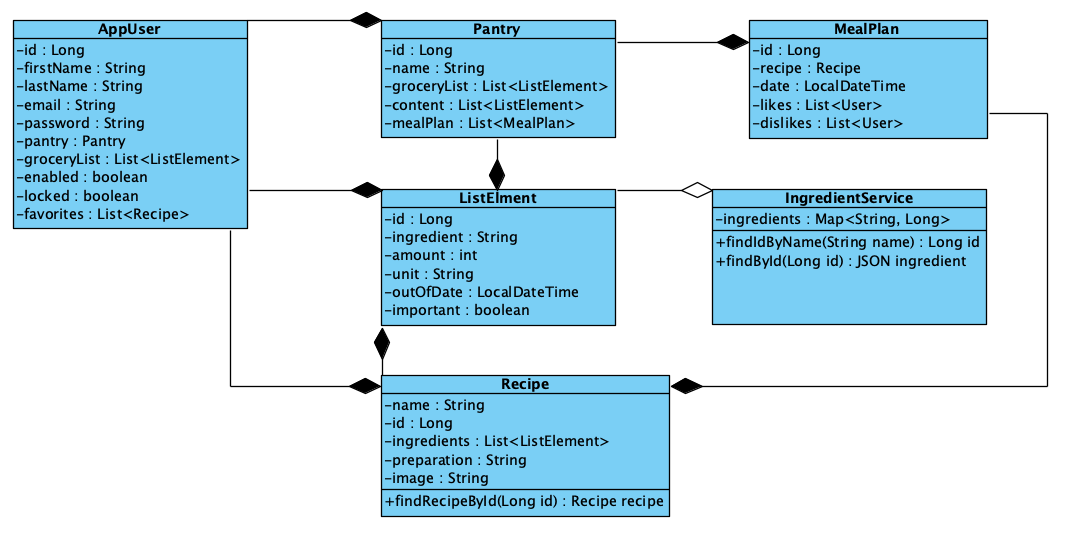 AppUser
-id : Long
-firstName : String
-lastName : String
-email : String
-password : String
-pantry : Pantry
-groceryList : List<ListElement>
-enabled : boolean
-locked : boolean
-favorites : List<Recipe>
Pantry
-id : Long
-name : String
-groceryList : List<ListElement>
-content : List<ListElement>
-mealPlan : List<MealPlan>
MealPlan
-id : Long
-recipe : Recipe
-date : LocalDateTime
-likes : List<User>
-dislikes : List<User>
ListElment
-id : Long
-ingredient : String
-amount : int
-unit : String
-outOfDate : LocalDateTime
-important : boolean
IngredientService
-ingredients : Map<String, Long>
+findIdByName(String name) : Long id
+findById(Long id) : JSON ingredient
Recipe
-name : String
-id : Long
-ingredients : List<ListElement>
-preparation : String
-image : String
+findRecipeById(Long id) : Recipe recipe